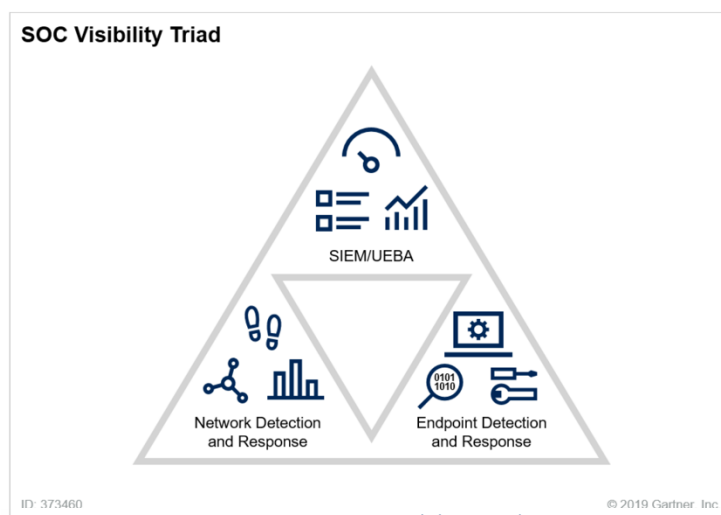 SOC Visibility Triad
SIEM/UEBA
0101
1010
Network Detection
and Response
Endpoint Detection
and Response
ID: 373460
© 2019 Gartner, Inc